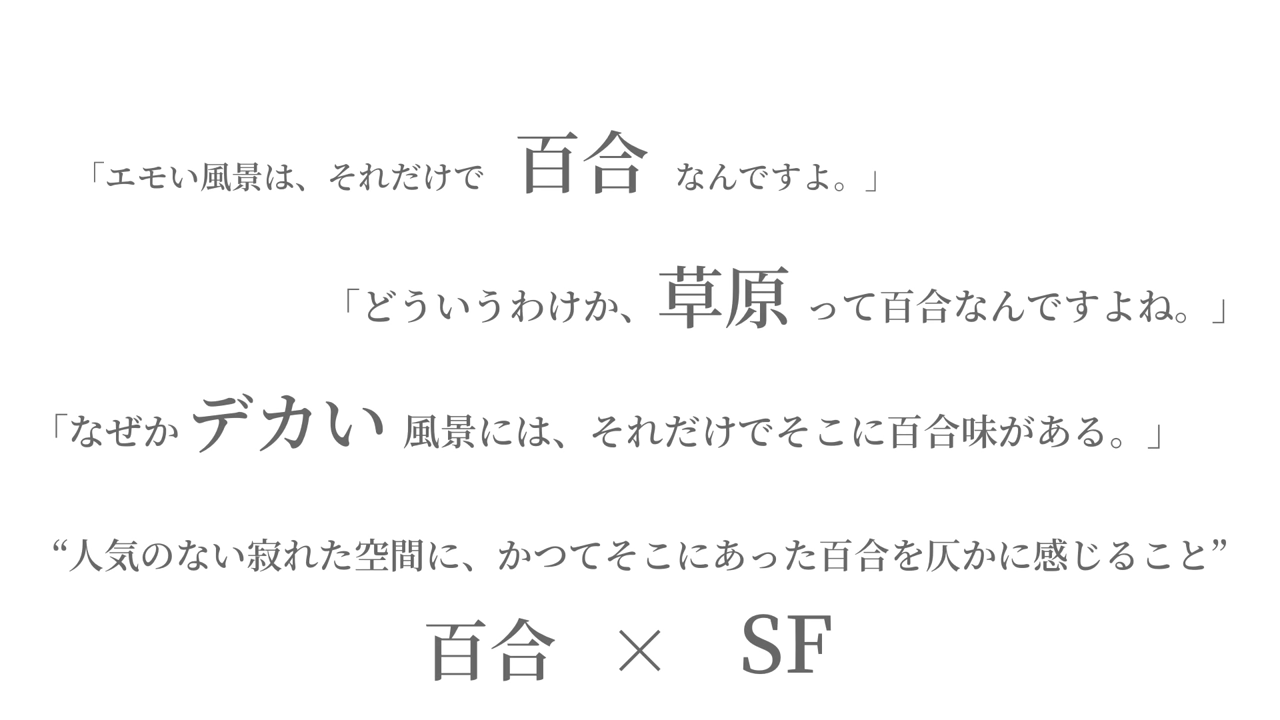 「エモい風景は、それだけで 百合 なんですよ。」
「どういうわけか、草原 って百合なんですよね。」
「なぜか デカい 風景には、それだけでそこに百合味がある。」
“人気のない寂れた空間に、かつてそこにあった百合を仄かに感じること”
百合 × SF